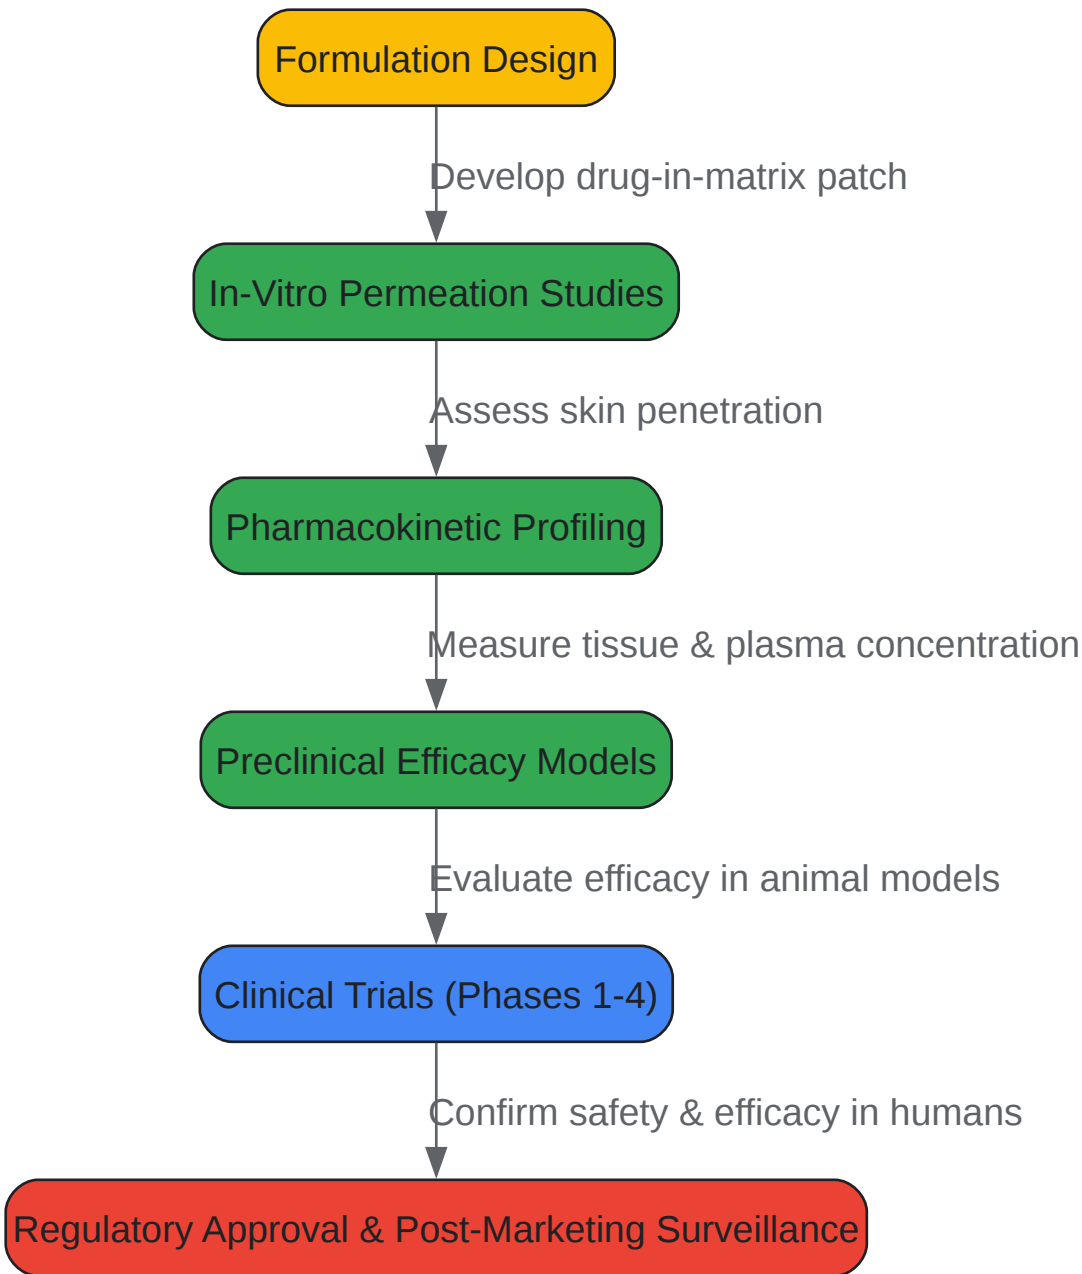 Formulation Design
Develop drug-in-matrix patch
In-Vitro Permeation Studies
Assess skin penetration
Pharmacokinetic Profiling
Measure tissue & plasma concentration
Preclinical Efficacy Models
Evaluate efficacy in animal models
Clinical Trials (Phases 1-4)
Confirm safety & efficacy in humans
Regulatory Approval & Post-Marketing Surveillance